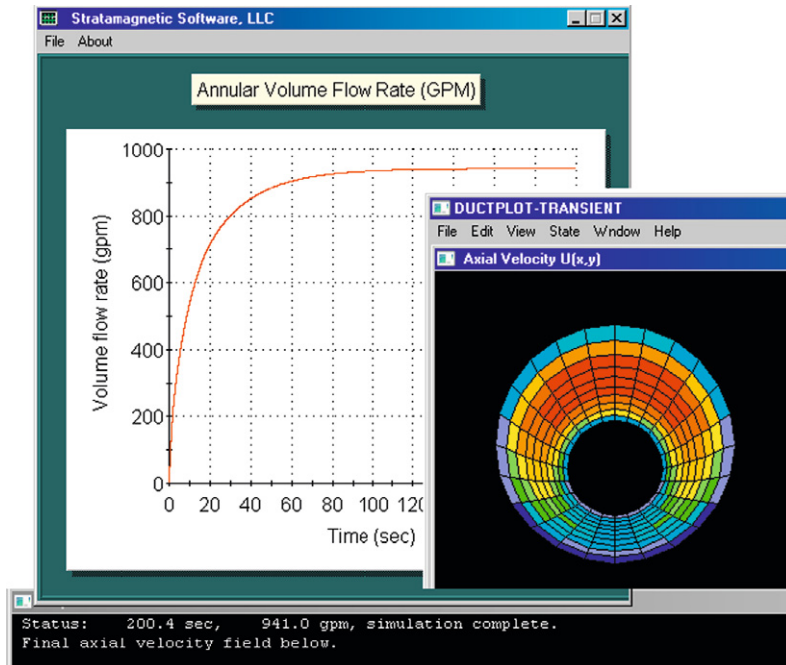 Stratamagnetic Software, LLC
File About
Annular Volume Flow Rate (GPM)
1000
800
600
400
200
0
Volume flow rate (gpm)
0 20 40 60 80 100 120
Time (sec)
DUCTPLOT-TRANSIENT
File Edit View State Window Help
Axial Velocity U(x,y)
Status: 200.4 sec, 941.0 gpm, simulation complete.
Final axial velocity field below.